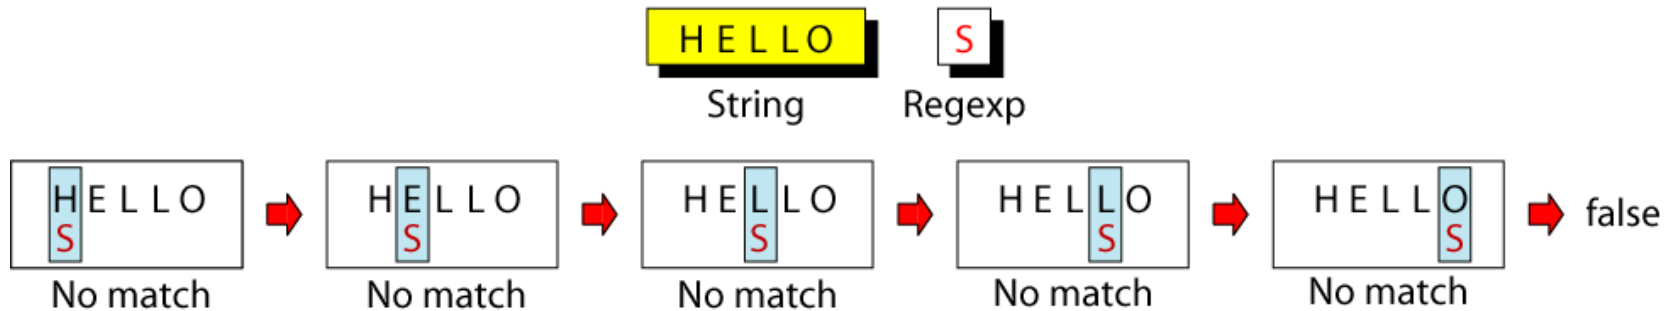 HELLO S
String Regexp
HELLO HELLO HELLO HELLO HELLO
S S S S S false
No match No match No match No match No match